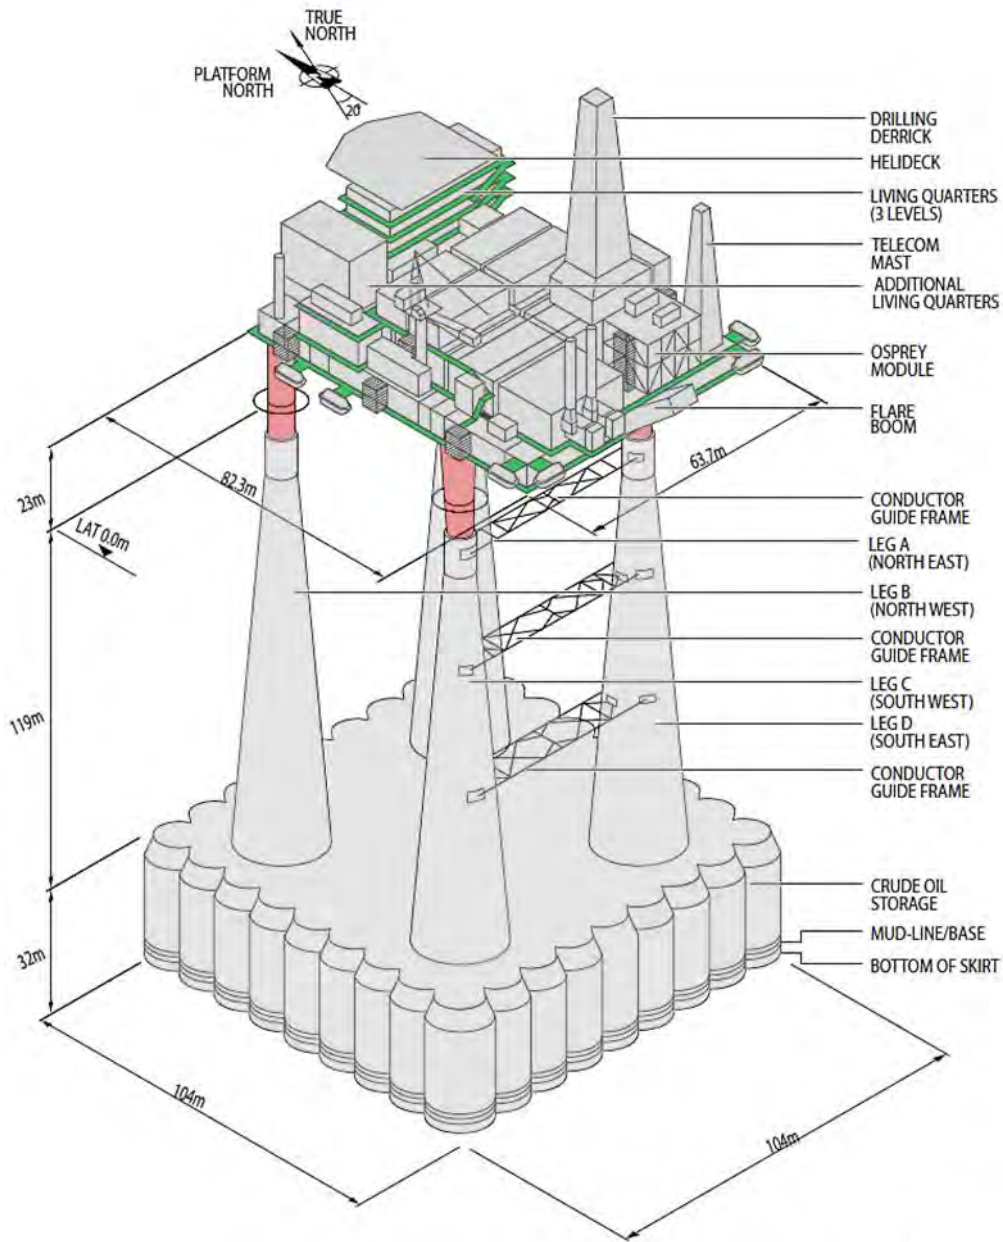 TRUE
NORTH
PLATFORM
NORTH
20°
DRILLING
DERRICK
HELIDECK
LIVING QUARTERS
(3 LEVELS)
TELECOM
MAST
ADDITIONAL
LIVING QUARTERS
OSPREY
MODULE
FLARE
BOOM
63.7m
82.3m
23m
LAT 0.0m
CONDUCTOR
GUIDE FRAME
LEG A
(NORTH EAST)
LEG B
(NORTH WEST)
CONDUCTOR
GUIDE FRAME
LEG C
(SOUTH WEST)
119m
LEG D
(SOUTH EAST)
CONDUCTOR
GUIDE FRAME
CRUDE OIL
STORAGE
MUD-LINE/BASE
32m
BOTTOM OF SKIRT
104m
104m